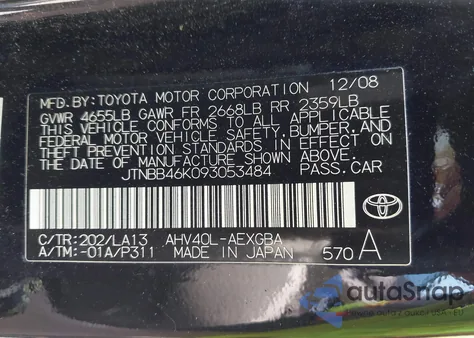 MFD.BY:TOYOTA MOTOR CORPORATION 12/08
GVWR 4655LB GAWR FR 2668LB RR 2359LB
THIS VEHICLE CONFORMS TO ALL APPLICABLE
FEDERAL MOTOR VEHICLE SAFETY, BUMPER, AND
THEFT PREVENTION STANDARDS IN EFFECT ON
THE DATE OF MANUFACTURE SHOWN ABOVE.
JTNBB46K093053484 PASS.CAR
TOYOTA
C/TR:202/LA13 AHV40L-AEXGBA
A/TM:-01A/P311 MADE IN JAPAN 570 A
autoSnap